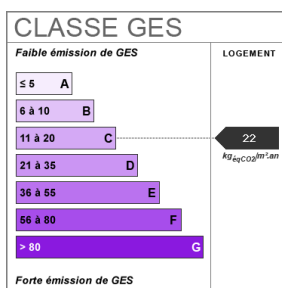 CLASSE GES
Faible émission de GES
LOGEMENT
≤ 5 A
6 à 10 B
11 à 20 C
22
kgéqCO2/m².an
21 à 35 D
36 à 55 E
56 à 80 F
> 80 G
Forte émission de GES